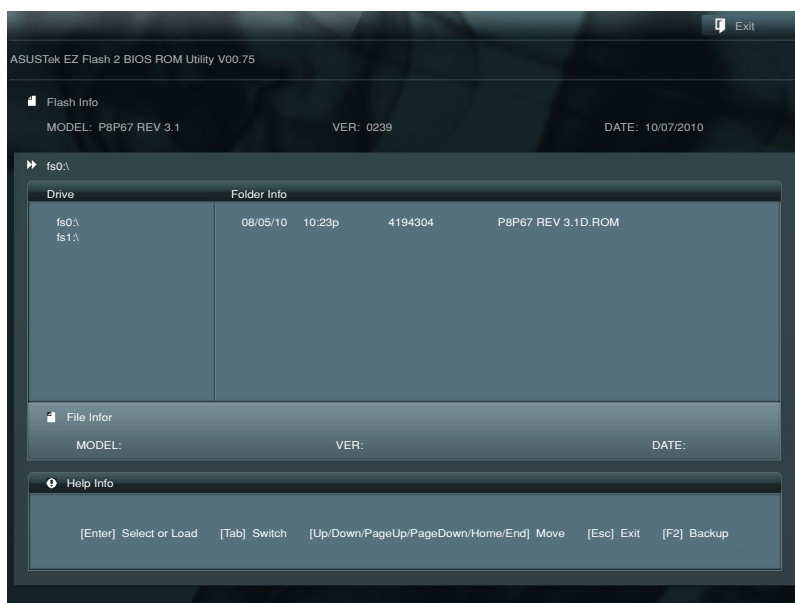 Exit
ASUSTek EZ Flash 2 BIOS ROM Utility V00.75
Flash Info
MODEL: P8P67 REV 3.1 VER: 0239 DATE: 10/07/2010
fs0:\
Drive Folder Info
fs0:\ 08/05/10 10:23p 4194304 P8P67 REV 3.1D.ROM
fs1:\
File Infor
MODEL: VER: DATE:
Help Info
[Enter] Select or Load [Tab] Switch [Up/Down/PageUp/PageDown/Home/End] Move [Esc] Exit [F2] Backup